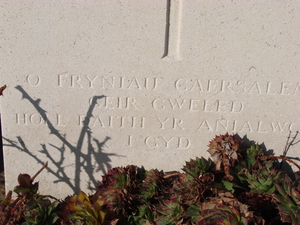 O FRYNIAU CAERSALEM
CEIR GWELED
HOLL DAITH YR ANIALWCH
I GYD